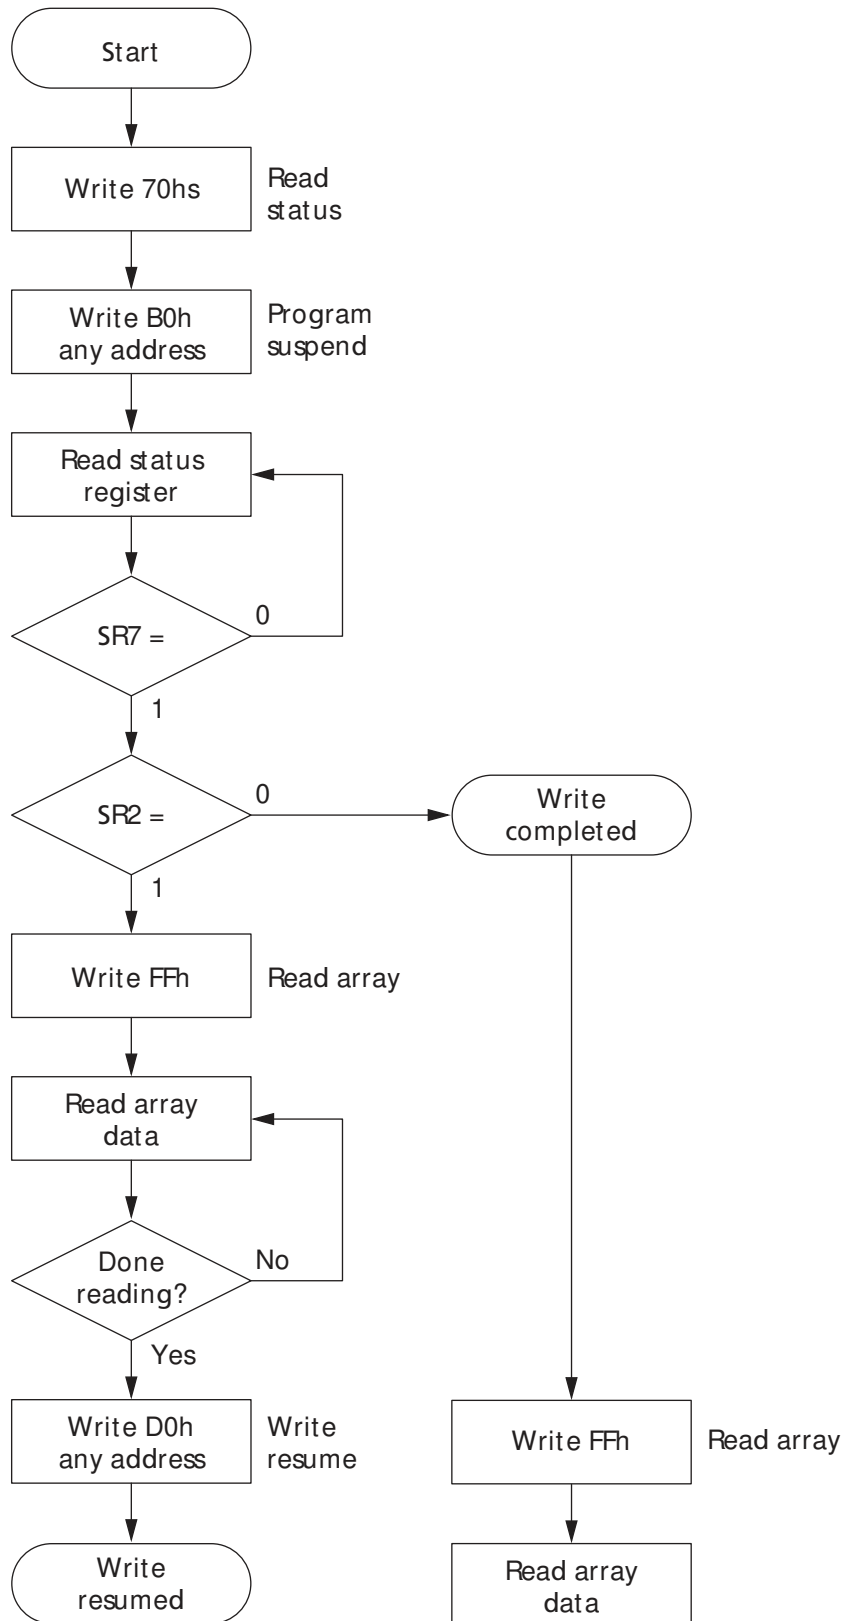 Start
Write 70hs
Read
status
Write B0h
any address
Program
suspend
Read status
register
SR7 =
0
1
SR2 =
0
Write
completed
1
Write FFh
Read array
Read array
data
Done
reading?
No
Yes
Write D0h
any address
Write
resume
Write FFh
Read array
Write
resumed
Read array
data